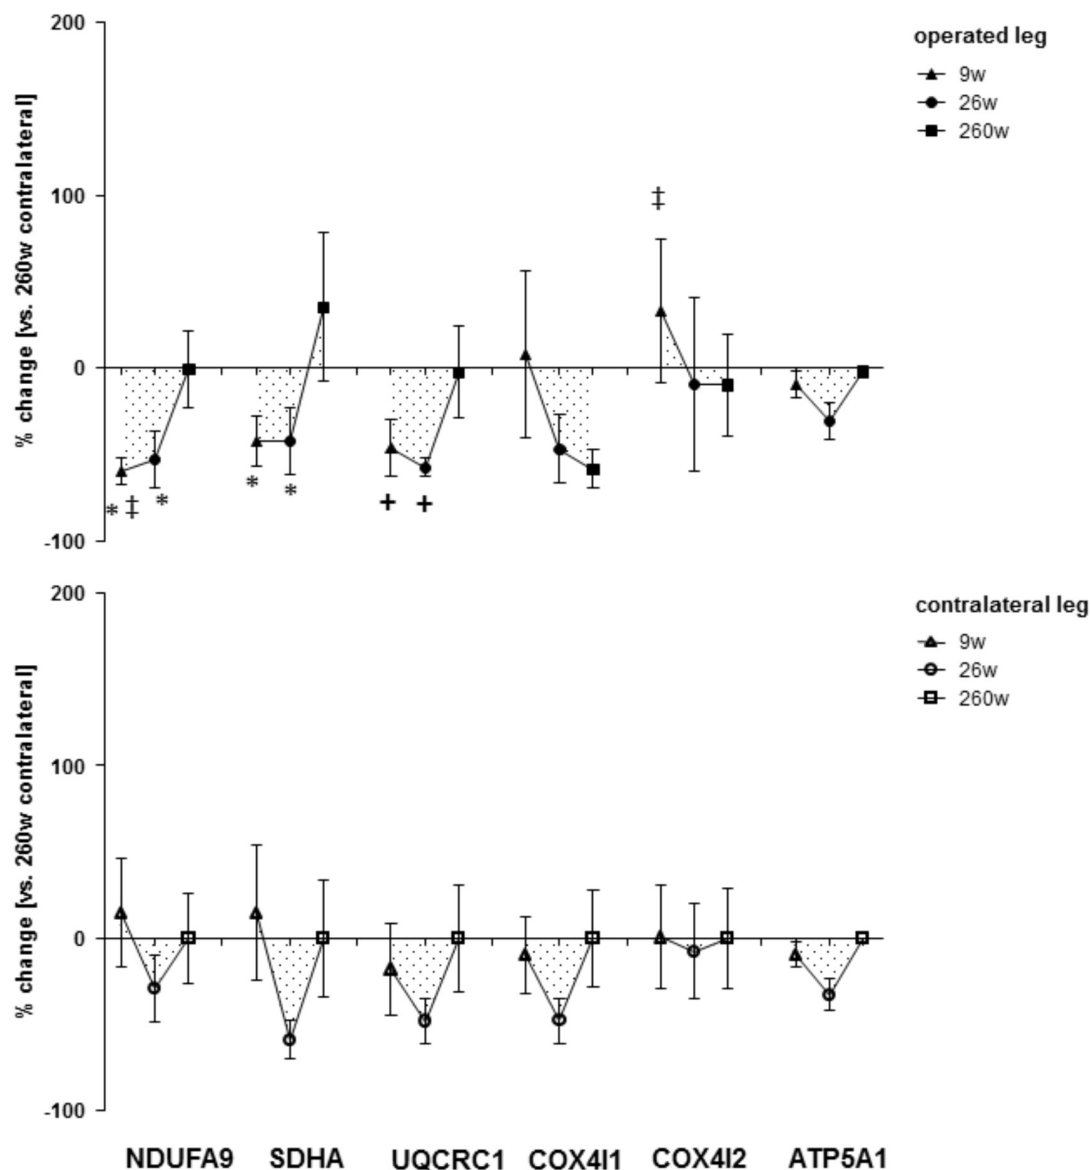 200
100
0
-100
% change [vs. 260w contralateral]
operated leg
9w
26w
260w
‡
* ‡ *
* *
+ +
200
100
0
-100
% change [vs. 260w contralateral]
contralateral leg
9w
26w
260w
NDUFA9 SDHA UQCRC1 COX4I1 COX4I2 ATP5A1